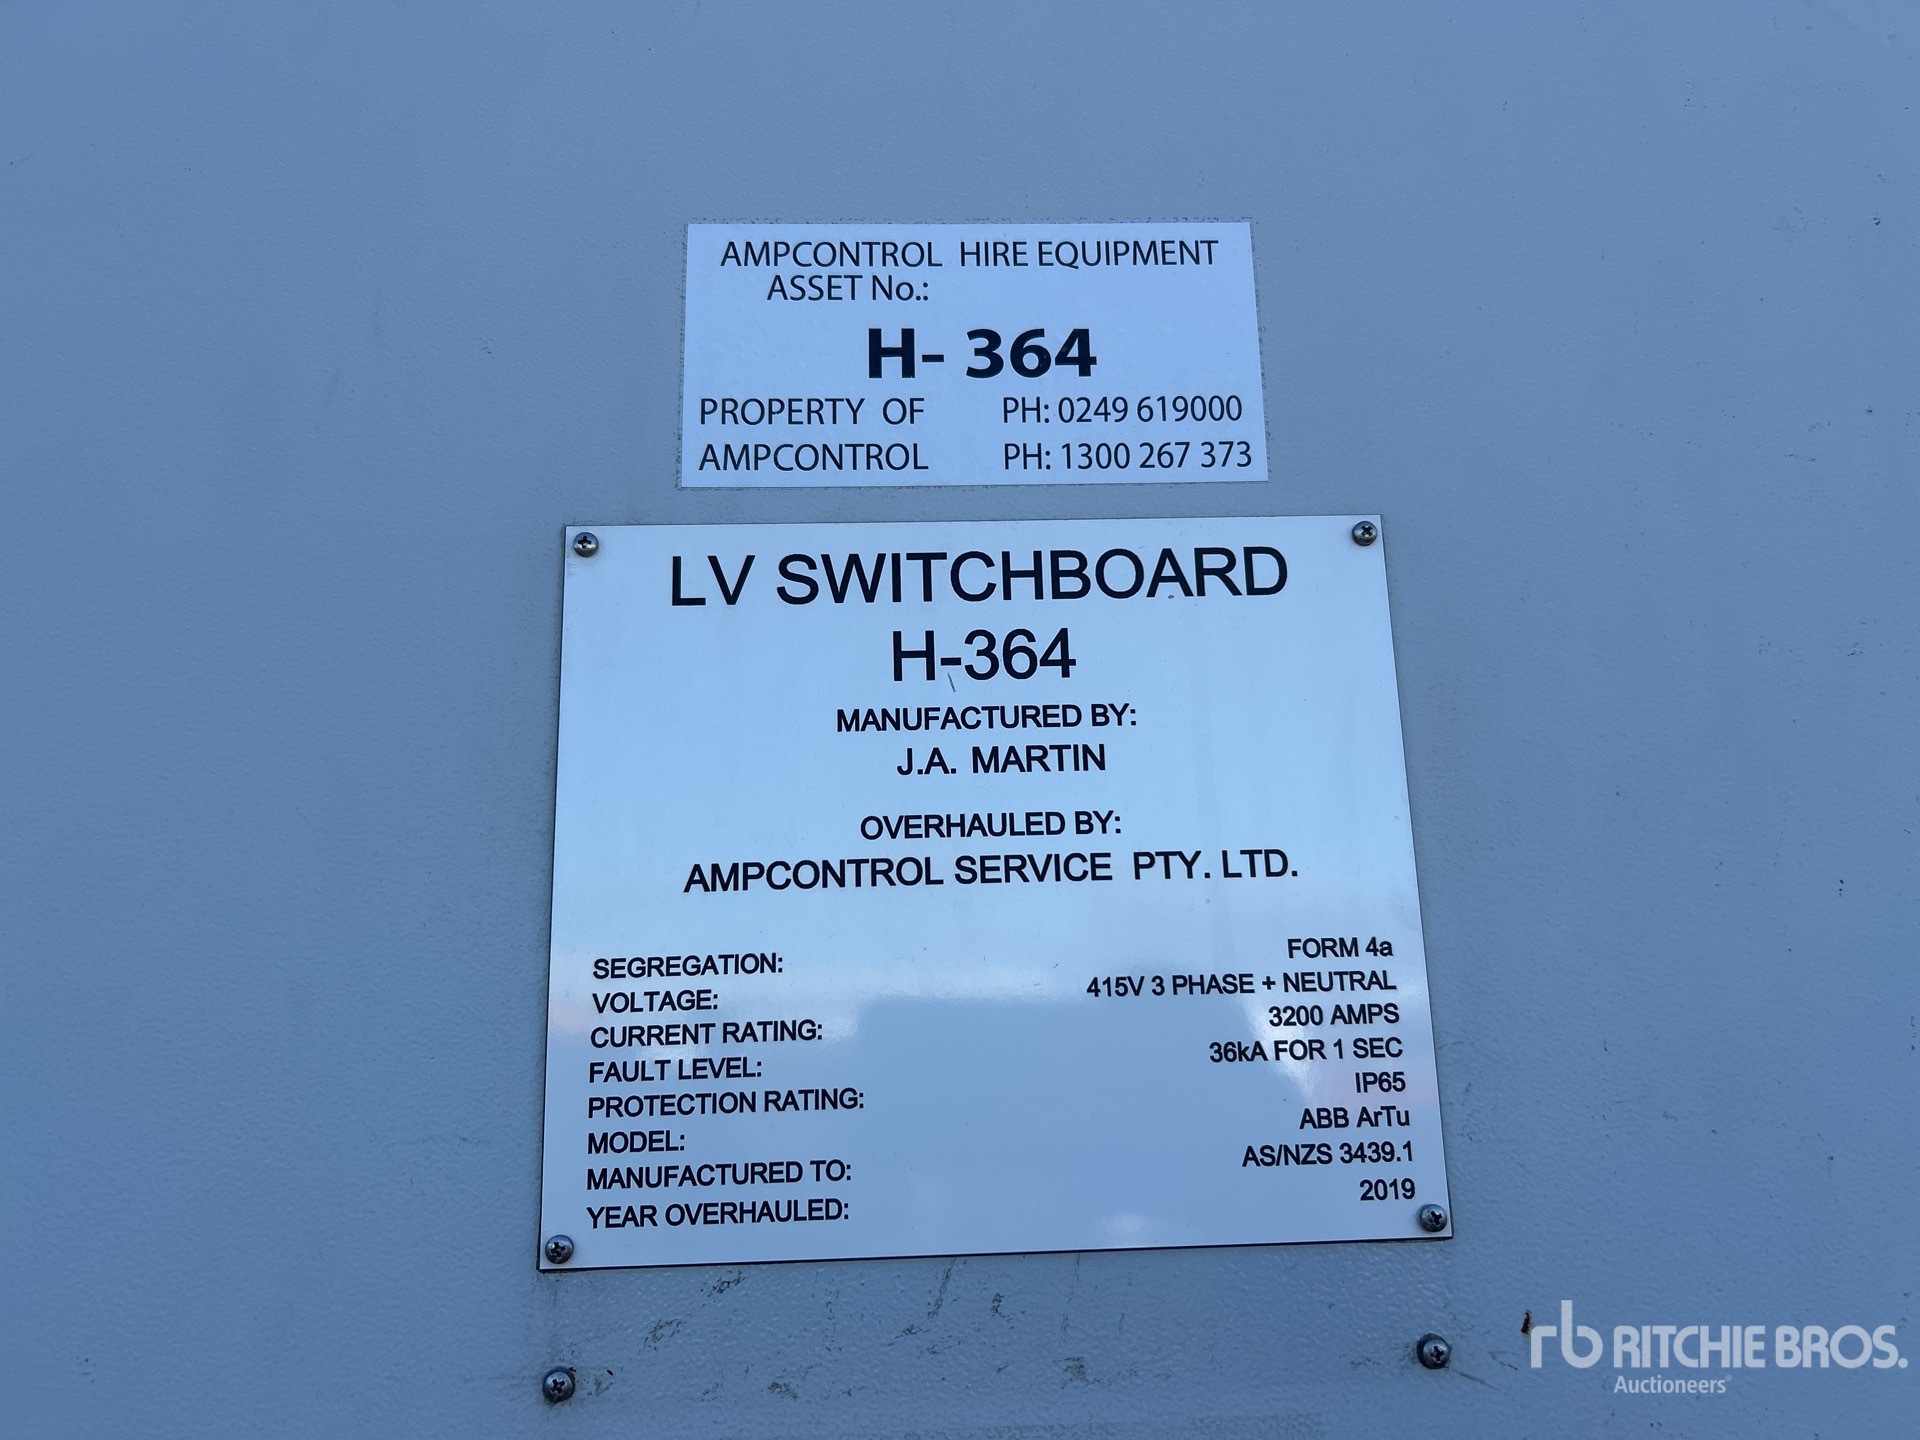 AMPCONTROL HIRE EQUIPMENT
ASSET No.:
H- 364
PROPERTY OF PH: 0249 619000
AMPCONTROL PH: 1300 267 373
LV SWITCHBOARD
H-364
MANUFACTURED BY:
J.A. MARTIN
OVERHAULED BY:
AMPCONTROL SERVICE PTY. LTD.
SEGREGATION: FORM 4a
VOLTAGE: 415V 3 PHASE + NEUTRAL
CURRENT RATING: 3200 AMPS
FAULT LEVEL: 36kA FOR 1 SEC
PROTECTION RATING: IP65
MODEL: ABB ArTu
MANUFACTURED TO: AS/NZS 3439.1
YEAR OVERHAULED: 2019
rb RITCHIE BROS.
Auctioneers